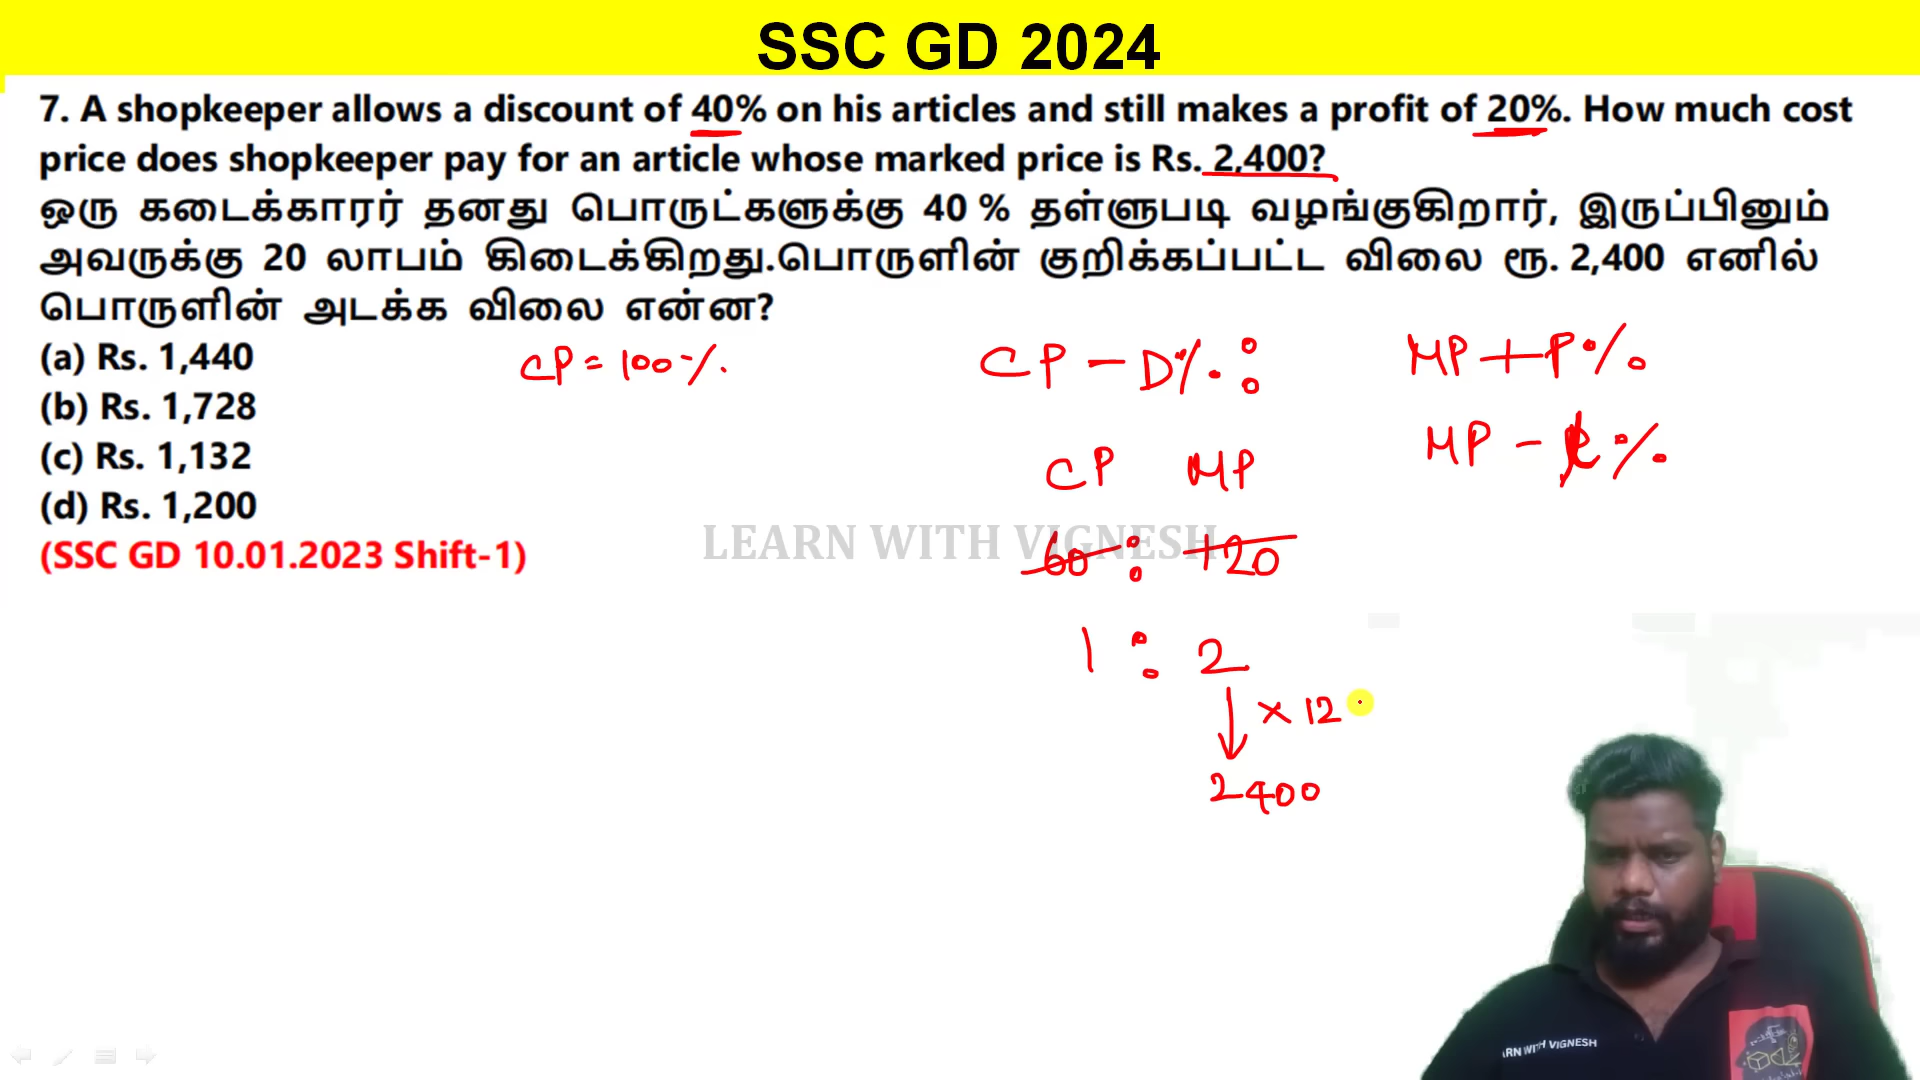 SSC GD 2024
7. A shopkeeper allows a discount of 40% on his articles and still makes a profit of 20%. How much cost
price does shopkeeper pay for an article whose marked price is Rs. 2,400?
ஒரு கடைக்காரர் தனது பொருட்களுக்கு 40 % தள்ளுபடி வழங்குகிறார், இருப்பினும்
அவருக்கு 20 லாபம் கிடைக்கிறது.பொருளின் குறிக்கப்பட்ட விலை ரூ. 2,400 எனில்
பொருளின் அடக்க விலை என்ன?
(a) Rs. 1,440
(b) Rs. 1,728
(c) Rs. 1,132
(d) Rs. 1,200
(SSC GD 10.01.2023 Shift-1)
CP = 100%.
CP - D% : MP + P%
MP - %
CP MP
LEARN WITH VIGNESH
60 : 120
1 : 2
× 12
2400
ARN WITH VIGNESH